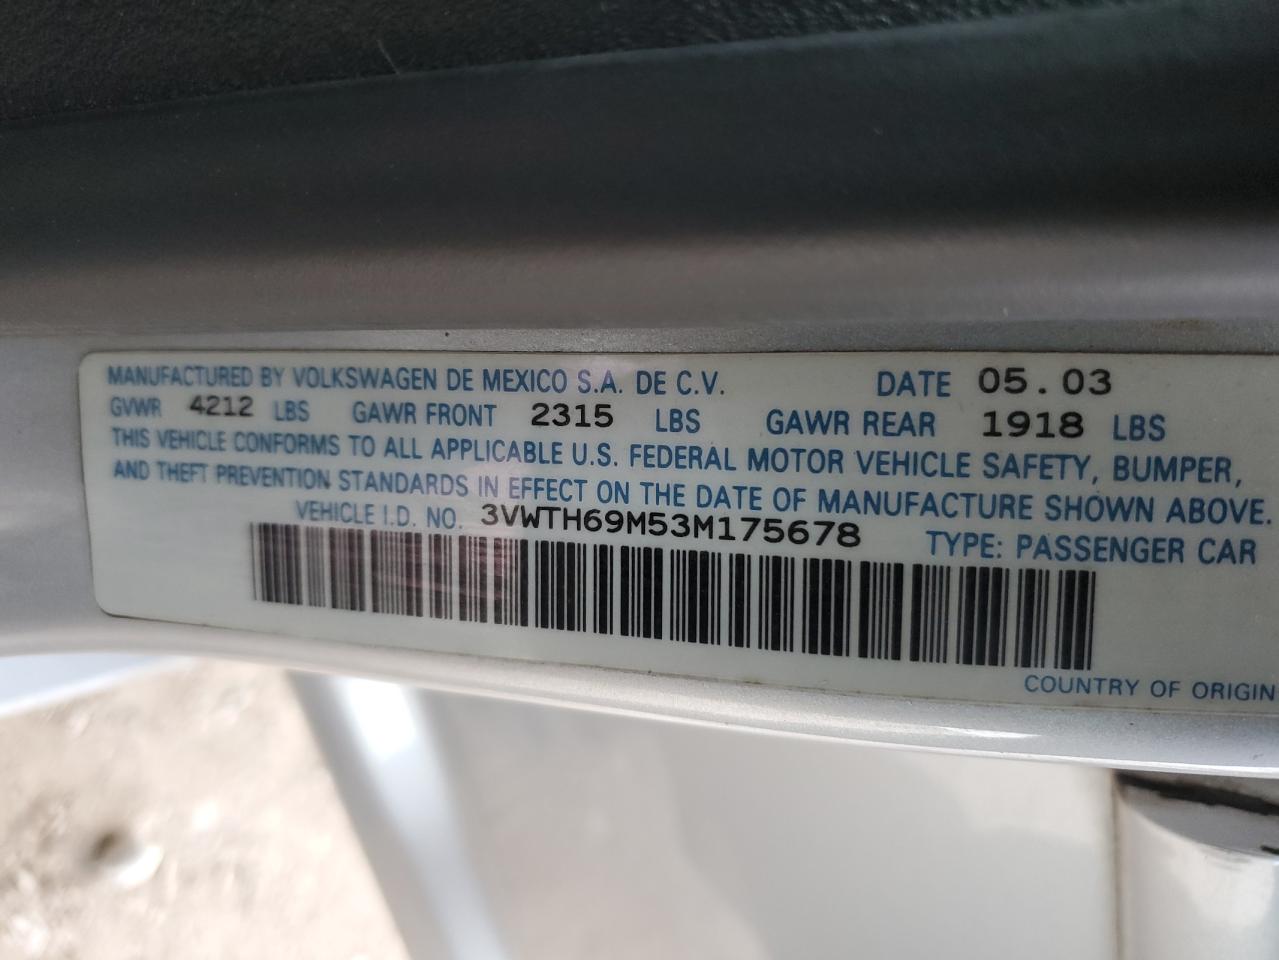 MANUFACTURED BY VOLKSWAGEN DE MEXICO S.A. DE C.V. DATE 05.03
GVWR 4212 LBS GAWR FRONT 2315 LBS GAWR REAR 1918 LBS
THIS VEHICLE CONFORMS TO ALL APPLICABLE U.S. FEDERAL MOTOR VEHICLE SAFETY, BUMPER,
AND THEFT PREVENTION STANDARDS IN EFFECT ON THE DATE OF MANUFACTURE SHOWN ABOVE.
VEHICLE I.D. NO. 3VWTH69M53M175678 TYPE: PASSENGER CAR
COUNTRY OF ORIGIN